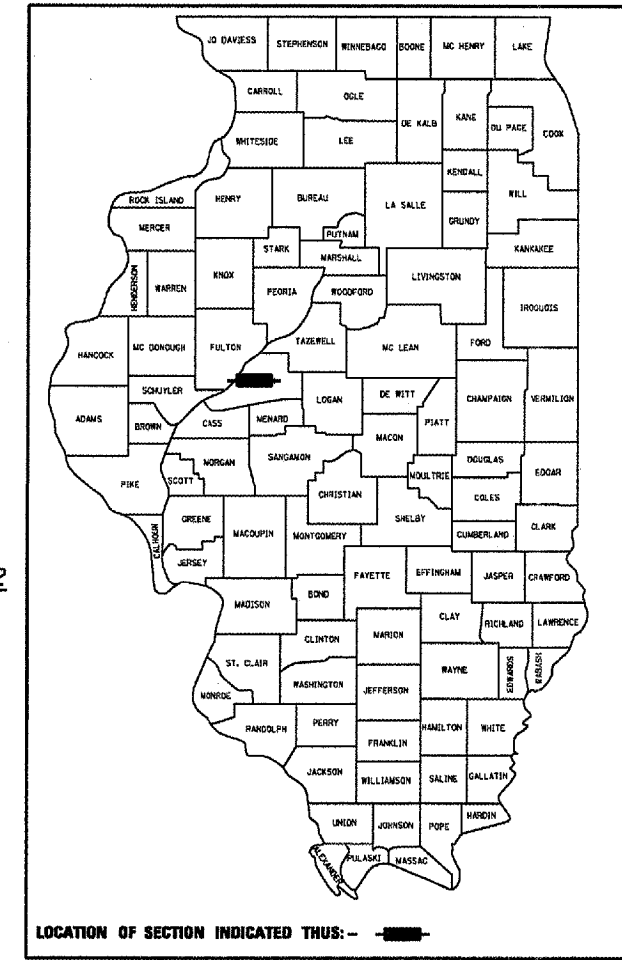 JO DAVIESS STEPHENSON WINNEBAGO BOONE MC HENRY LAKE
CARROLL OGLE DE KALB KANE DU PAGE COOK
WHITESIDE LEE
KENDALL
ROCK ISLAND HENRY BUREAU LA SALLE GRUNDY WILL
MERCER PUTNAM
STARK MARSHALL KANKAKEE
HENDERSON WARREN KNOX PEORIA WOODFORD LIVINGSTON IROQUOIS
HANCOCK MC DONOUGH FULTON TAZEWELL MC LEAN FORD
SCHUYLER LOGAN DE WITT CHAMPAIGN VERMILION
ADAMS BROWN CASS MENARD PIATT
MACON
PIKE SCOTT MORGAN SANGAMON MOULTRIE DOUGLAS EDGAR
CHRISTIAN COLES
CALHOUN GREENE MACOUPIN MONTGOMERY SHELBY CUMBERLAND CLARK
JERSEY FAYETTE EFFINGHAM JASPER CRAWFORD
MADISON BOND
CLINTON MARION CLAY RICHLAND LAWRENCE
ST. CLAIR WAYNE EDWARDS WABASH
MONROE WASHINGTON JEFFERSON
RANDOLPH PERRY HAMILTON WHITE
FRANKLIN
JACKSON WILLIAMSON SALINE GALLATIN
UNION JOHNSON POPE HARDIN
ALEXANDER PULASKI MASSAC
LOCATION OF SECTION INDICATED THUS:-